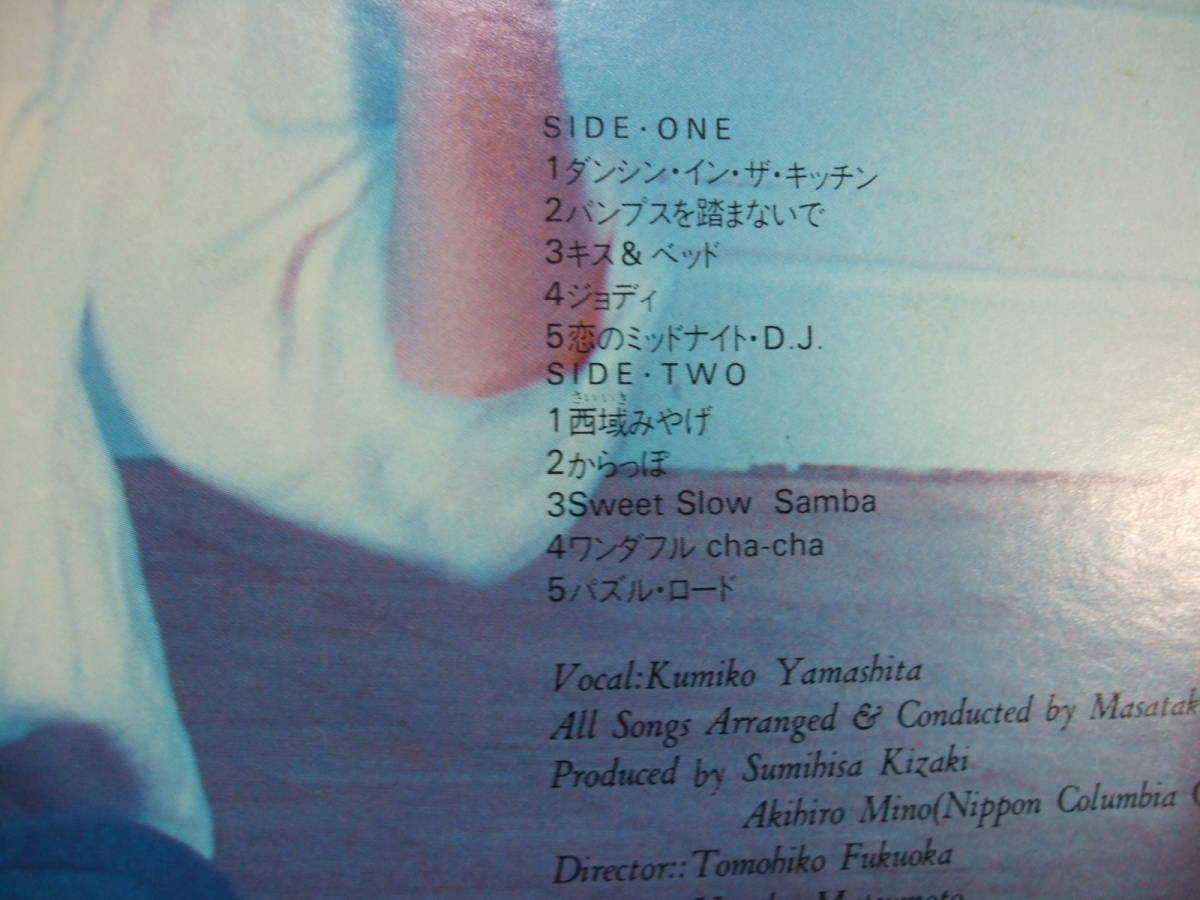 SIDE・ONE
1ダンシン・イン・ザ・キッチン
2パンプスを踏まないで
3キス&ベッド
4ジョディ
5恋のミッドナイト・D.J.
SIDE・TWO
さいいき
1西域みやげ
2からっぽ
3Sweet Slow Samba
4ワンダフル cha-cha
5パズル・ロード
Vocal:Kumiko Yamashita
All Songs Arranged & Conducted by Masatak
Produced by Sumihisa Kizaki
Akihiro Mino(Nippon Columbia
Director::Tomohiko Fukuoka